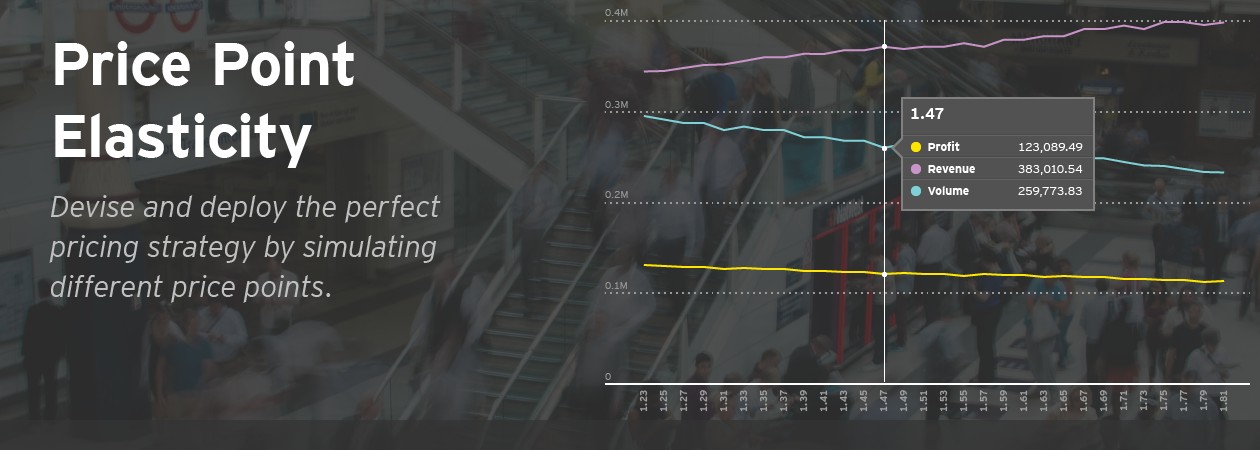 Price Point
Elasticity
Devise and deploy the perfect
pricing strategy by simulating
different price points.
0.4M
0.3M
0.2M
0.1M
0
1.47
Profit 123,089.49
Revenue 383,010.54
Volume 259,773.83
1.23 1.25 1.27 1.29 1.31 1.33 1.35 1.37 1.39 1.41 1.43 1.45 1.47 1.49 1.51 1.53 1.55 1.57 1.59 1.61 1.63 1.65 1.67 1.69 1.71 1.73 1.75 1.77 1.79 1.81